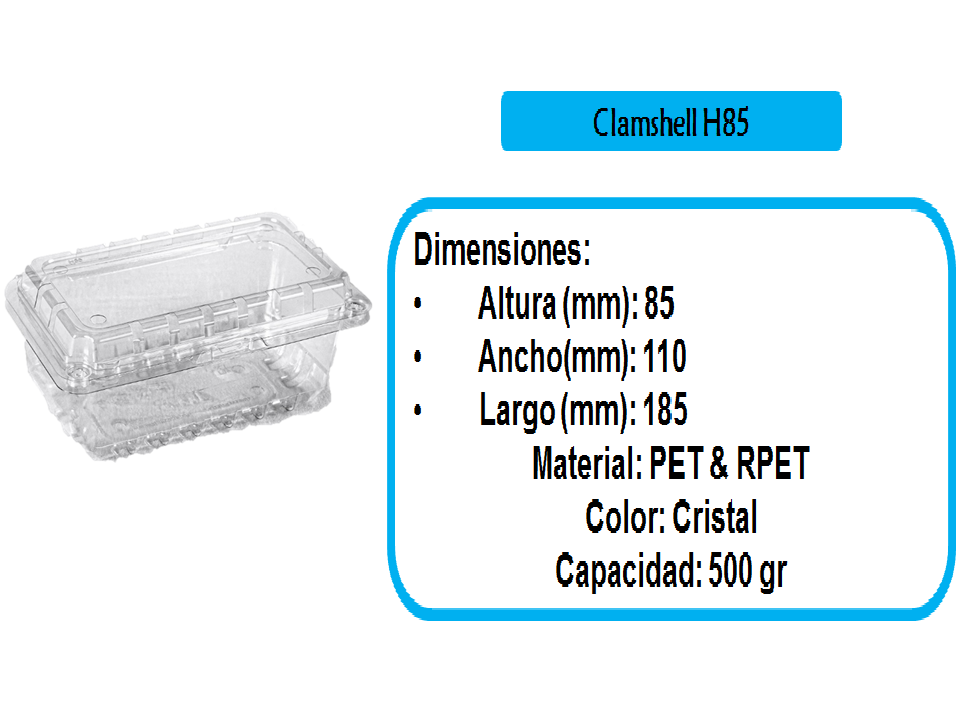 Clamshell H85
Dimensiones:
• Altura (mm): 85
• Ancho(mm): 110
• Largo (mm): 185
Material: PET & RPET
Color: Cristal
Capacidad: 500 gr